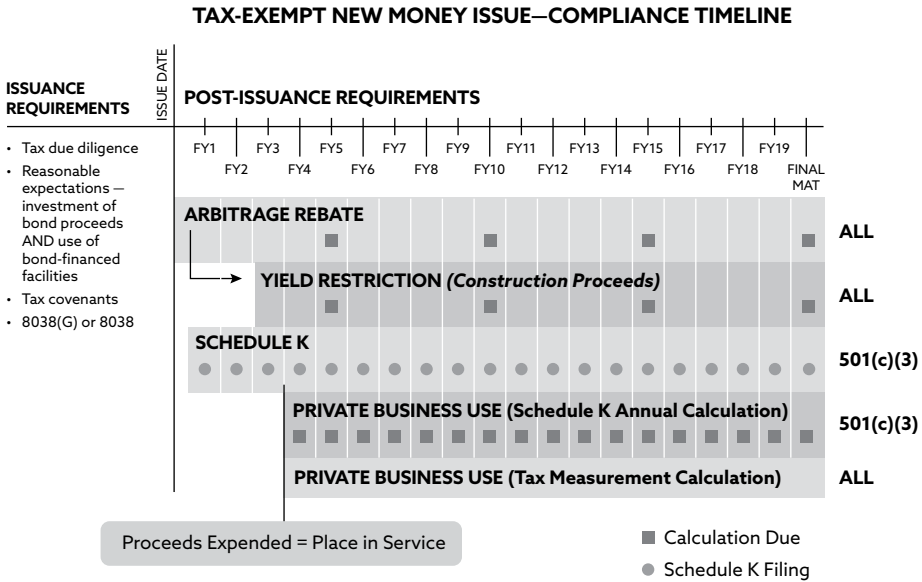 TAX-EXEMPT NEW MONEY ISSUE—COMPLIANCE TIMELINE
ISSUANCE
REQUIREMENTS
ISSUE DATE
POST-ISSUANCE REQUIREMENTS
• Tax due diligence
• Reasonable
expectations —
investment of
bond proceeds
AND use of
bond-financed
facilities
• Tax covenants
• 8038(G) or 8038
FY1 FY3 FY5 FY7 FY9 FY11 FY13 FY15 FY17 FY19
FY2 FY4 FY6 FY8 FY10 FY12 FY14 FY16 FY18 FINAL
MAT
ARBITRAGE REBATE
ALL
YIELD RESTRICTION (Construction Proceeds)
ALL
SCHEDULE K
501(c)(3)
PRIVATE BUSINESS USE (Schedule K Annual Calculation)
501(c)(3)
PRIVATE BUSINESS USE (Tax Measurement Calculation)
ALL
Proceeds Expended = Place in Service
Calculation Due
Schedule K Filing